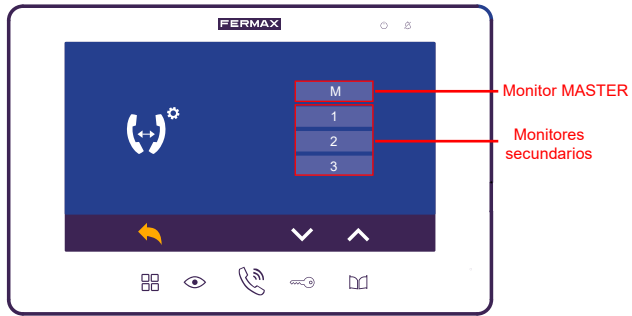 FERMAX
M
1
2
3
Monitor MASTER
Monitores
secundarios